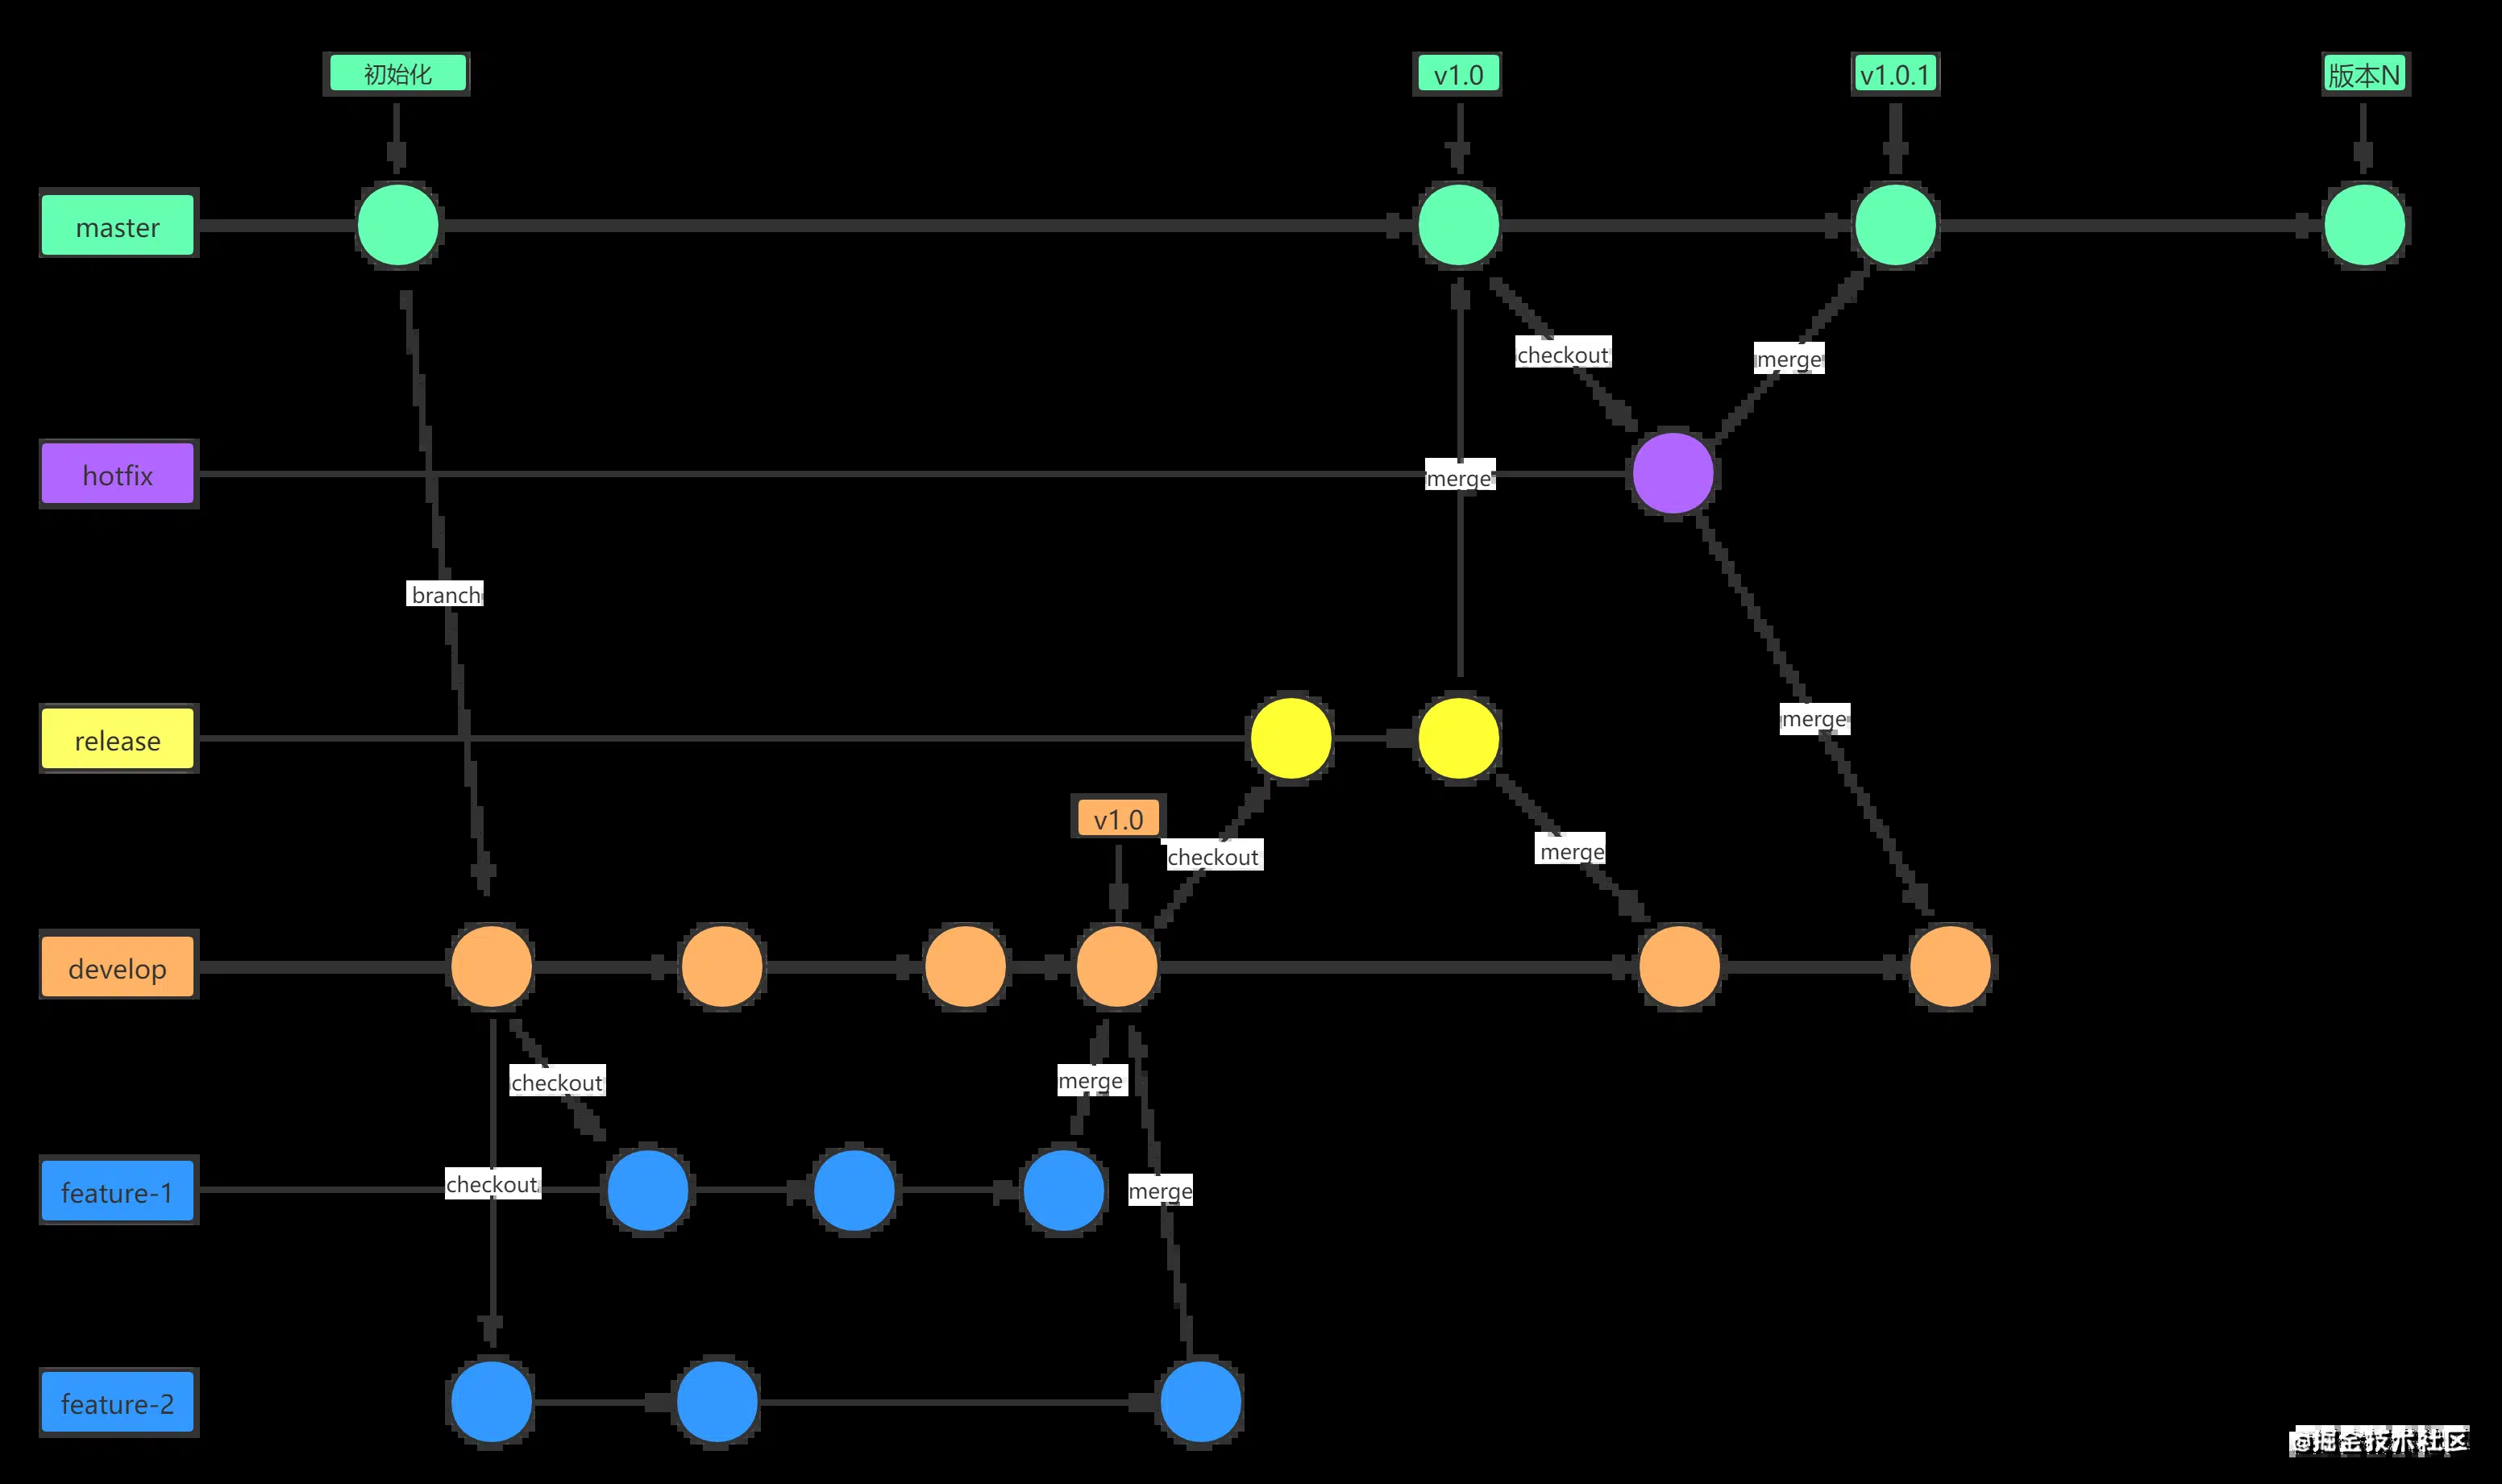 初始化
v1.0
v1.0.1
版本N
master
checkout
merge
hotfix
merge
branch
merge
release
v1.0
checkout
merge
develop
checkout
merge
feature-1
checkout
merge
feature-2
@掘金技术社区